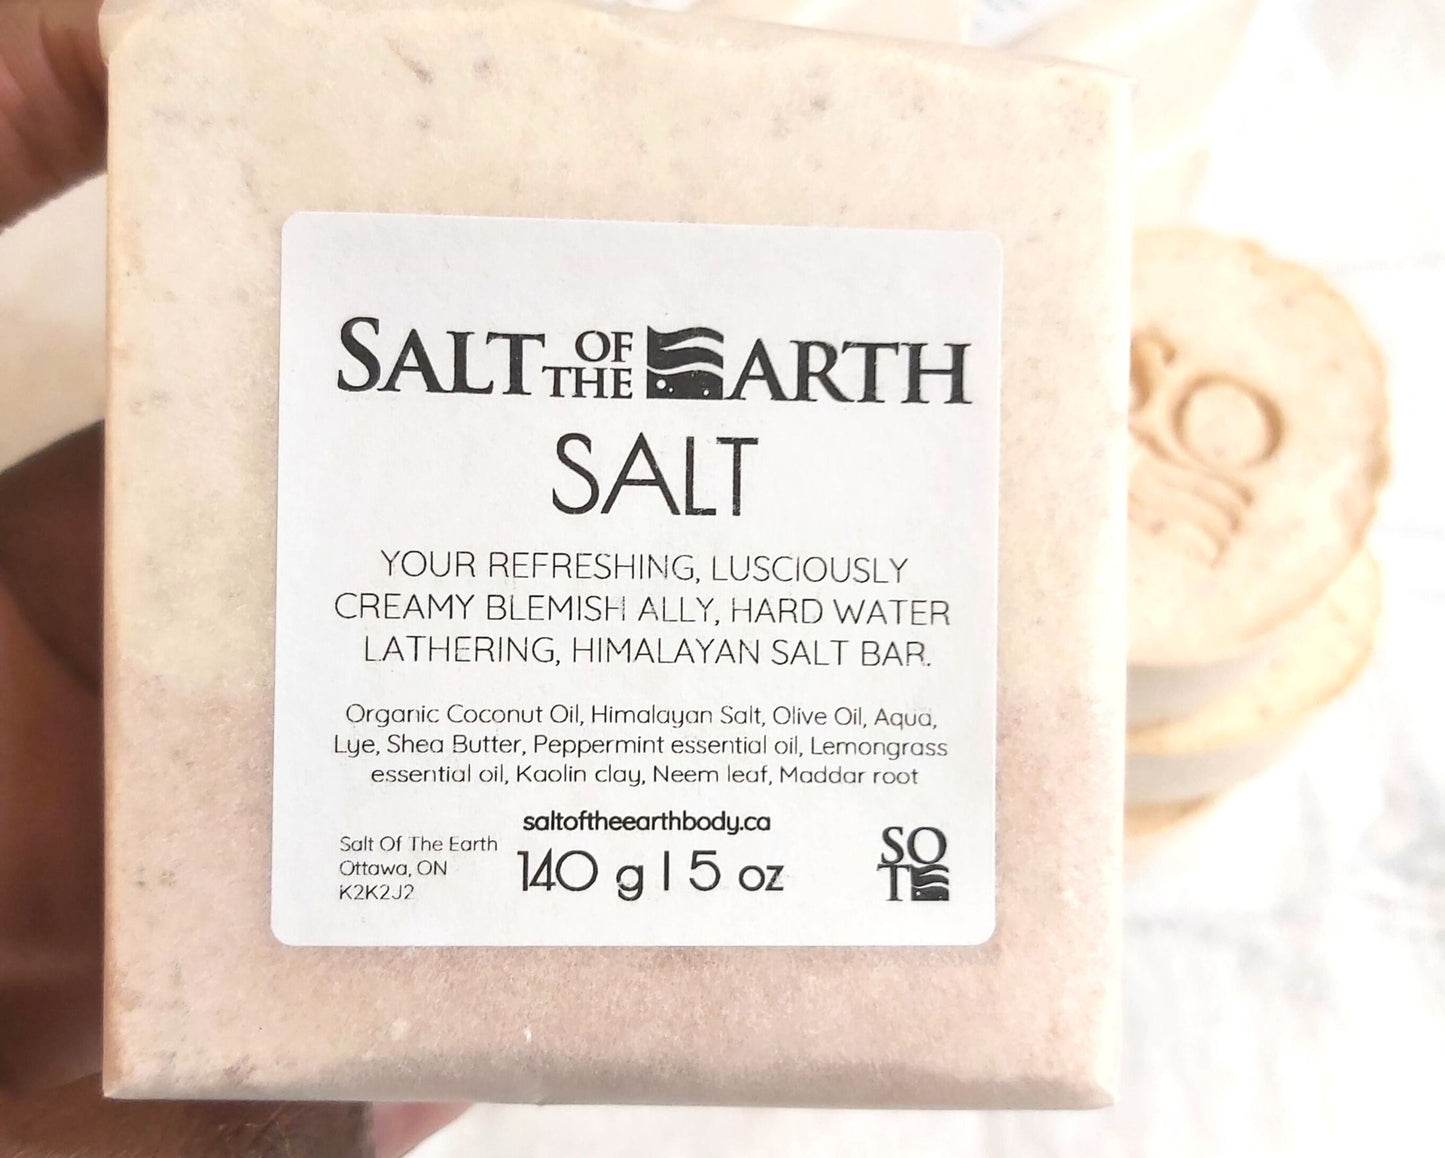 SALT OF THE EARTH
SALT
YOUR REFRESHING, LUSCIOUSLY
CREAMY BLEMISH ALLY, HARD WATER
LATHERING, HIMALAYAN SALT BAR.
Organic Coconut Oil, Himalayan Salt, Olive Oil, Aqua,
Lye, Shea Butter, Peppermint essential oil, Lemongrass
essential oil, Kaolin clay, Neem leaf, Maddar root
saltoftheearthbody.ca
Salt Of The Earth
Ottawa, ON
K2K2J2
140 g | 5 oz
SO
TE
SO